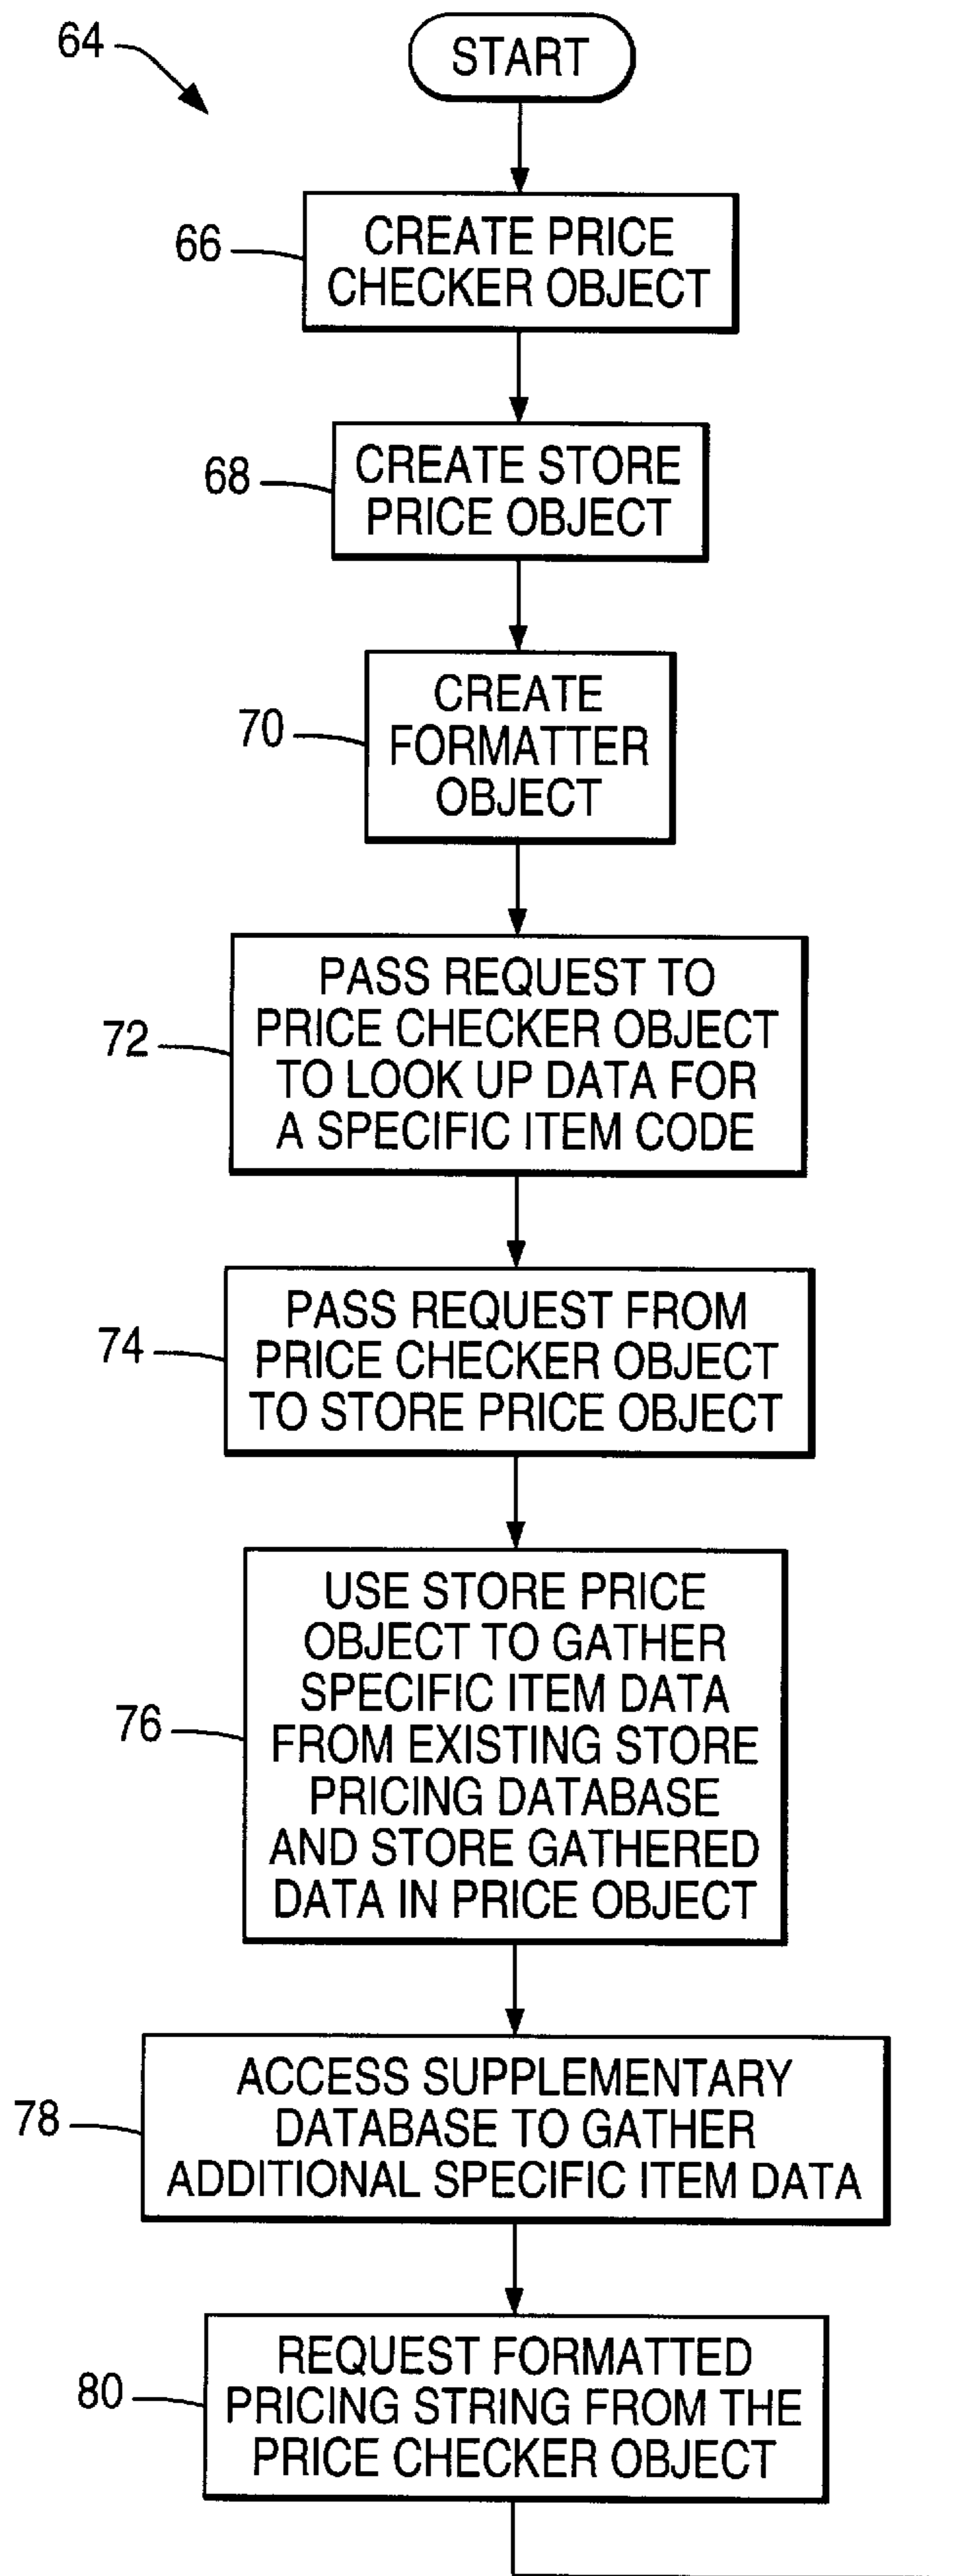 64
START
66
CREATE PRICE
CHECKER OBJECT
68
CREATE STORE
PRICE OBJECT
70
CREATE
FORMATTER
OBJECT
72
PASS REQUEST TO
PRICE CHECKER OBJECT
TO LOOK UP DATA FOR
A SPECIFIC ITEM CODE
74
PASS REQUEST FROM
PRICE CHECKER OBJECT
TO STORE PRICE OBJECT
76
USE STORE PRICE
OBJECT TO GATHER
SPECIFIC ITEM DATA
FROM EXISTING STORE
PRICING DATABASE
AND STORE GATHERED
DATA IN PRICE OBJECT
78
ACCESS SUPPLEMENTARY
DATABASE TO GATHER
ADDITIONAL SPECIFIC ITEM DATA
80
REQUEST FORMATTED
PRICING STRING FROM THE
PRICE CHECKER OBJECT